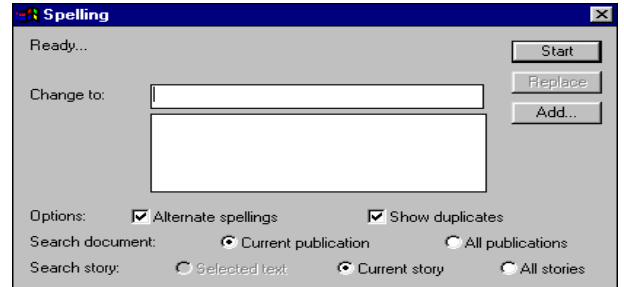 Spelling
Ready...
Start
Replace
Change to:
Add...
Options: Alternate spellings Show duplicates
Search document: Current publication All publications
Search story: Selected text Current story All stories